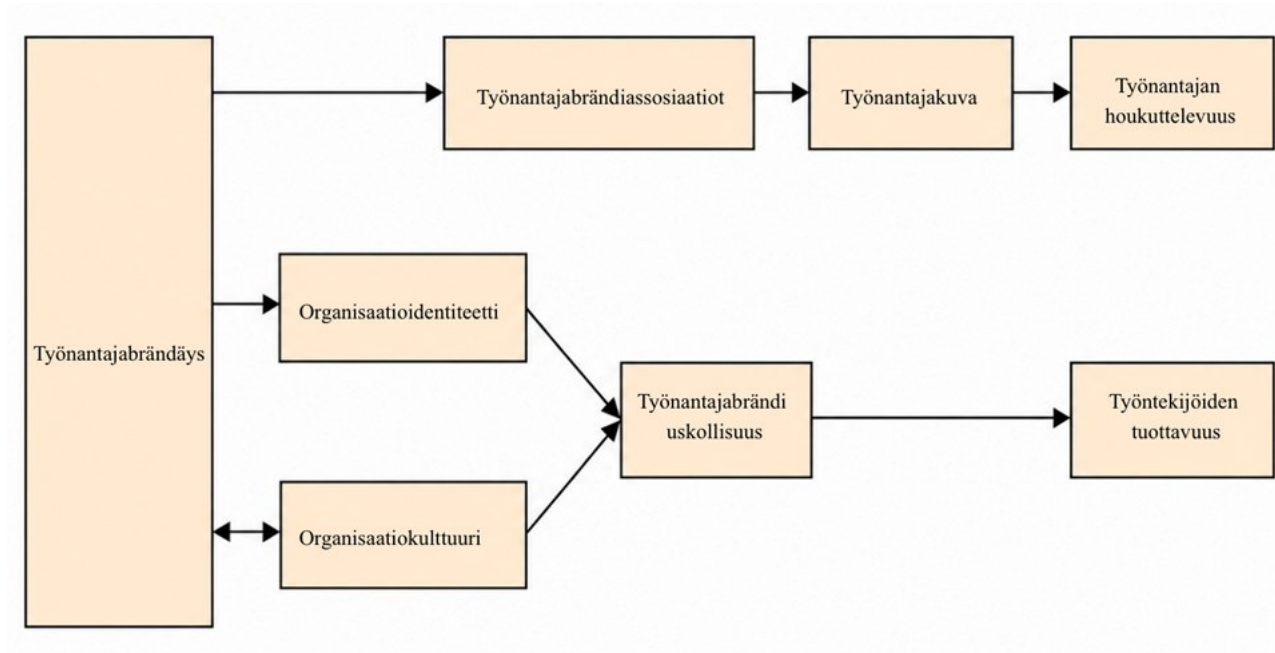 Työnantajabrändäys
Työnantajabrändiassosiaatiot
Työnantajakuva
Työnantajan
houkuttelevuus
Organisaatioidentiteetti
Organisaatiokulttuuri
Työnantajabrändi
uskollisuus
Työntekijöiden
tuottavuus